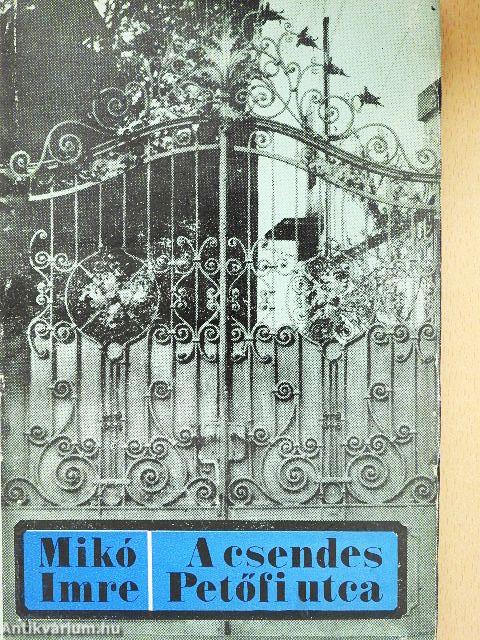 Mikó
Imre
A csendes
Petőfi utca
Antikvarium.hu